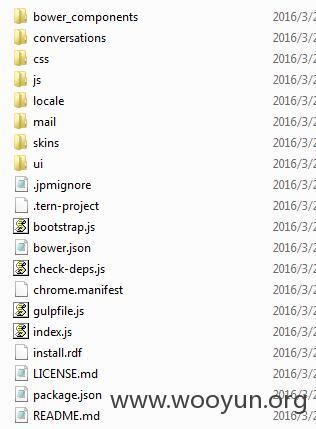 bower_components 2016/3/2
conversations 2016/3/2
css 2016/3/2
js 2016/3/2
locale 2016/3/2
mail 2016/3/2
skins 2016/3/2
ui 2016/3/2
.jpmignore 2016/3/2
.tern-project 2016/3/2
bootstrap.js 2016/3/2
bower.json 2016/3/2
check-deps.js 2016/3/2
chrome.manifest 2016/3/2
gulpfile.js 2016/3/2
index.js 2016/3/2
install.rdf 2016/3/2
LICENSE.md 2016/3/2
package.json 2016/3/2
README.md 2016/3/2
www.wooyun.org